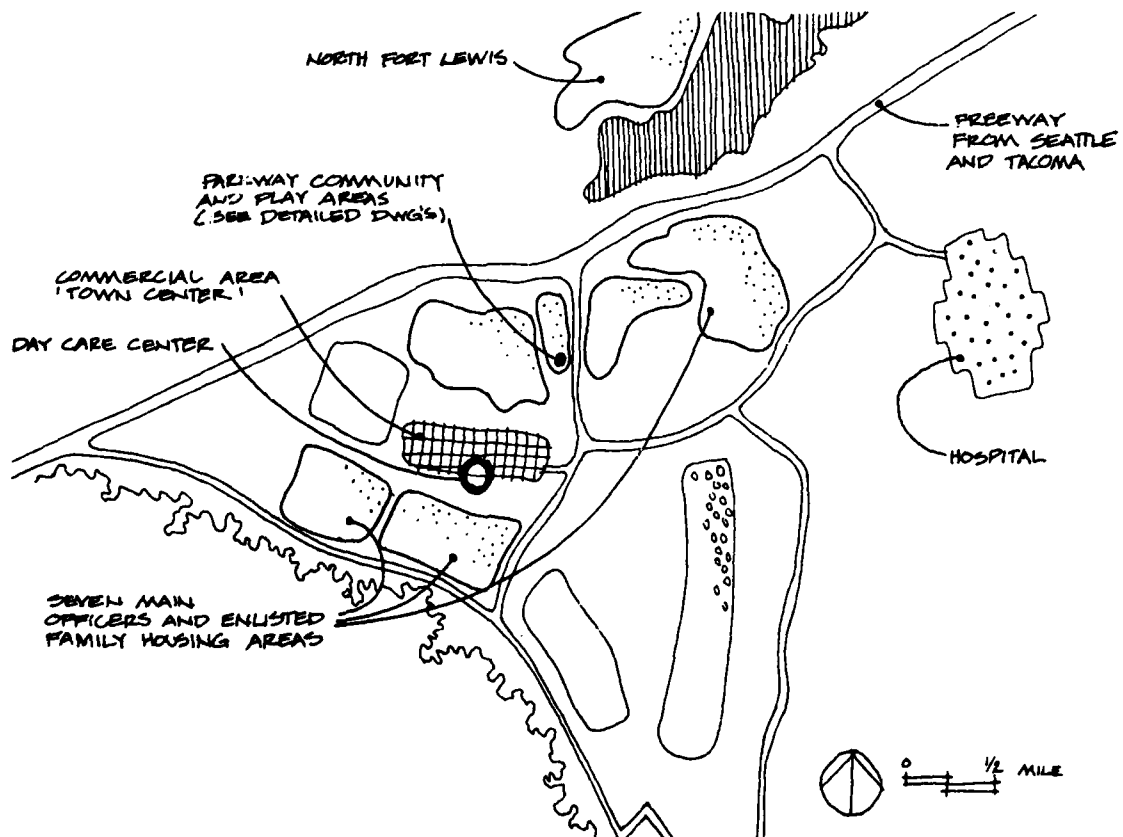 NORTH FORT LEWIS
FREEWAY
FROM SEATTLE
AND TACOMA
PARKWAY COMMUNITY
AND PLAY AREAS
(SEE DETAILED DWG'S)
COMMERCIAL AREA
'TOWN CENTER'
DAY CARE CENTER
HOSPITAL
SEVEN MAIN
OFFICERS AND ENLISTED
FAMILY HOUSING AREAS
0 1/2 MILE